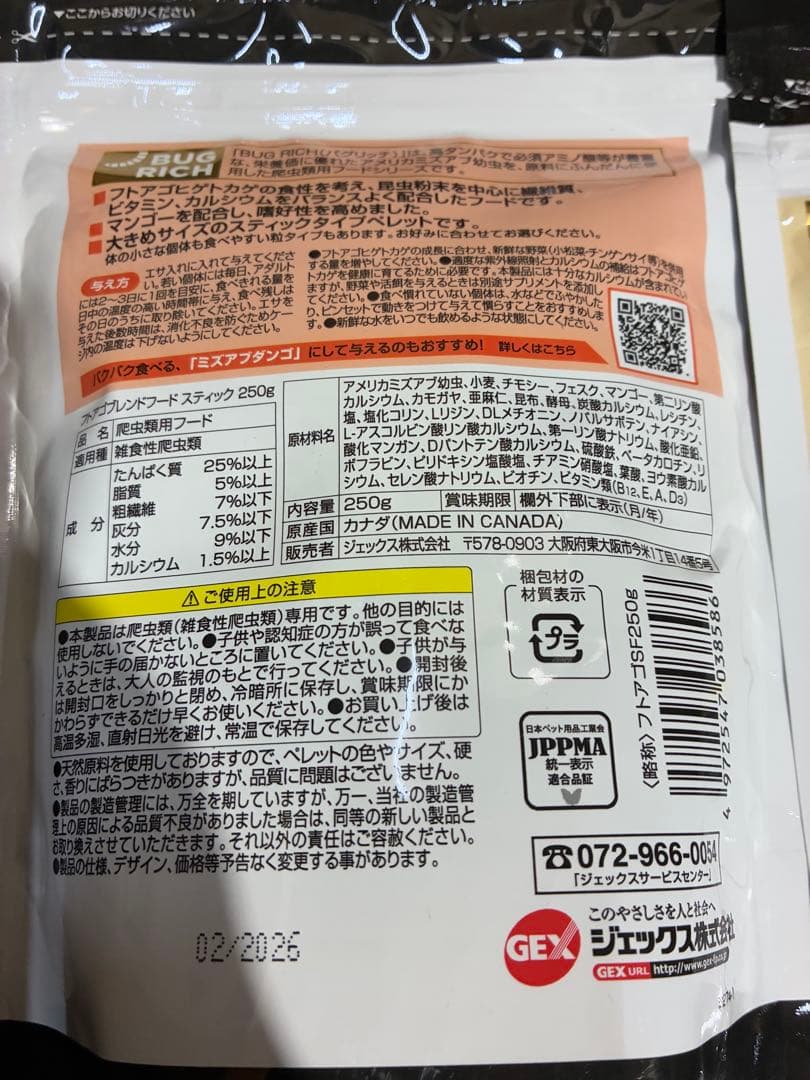 ▼ここからお切りください
BUG
RICH
「BUG RICH(バグリッチ)」は、高タンパクで必須アミノ酸等が豊富
な、栄養価に優れたアメリカミズアブ幼虫を、原料にふんだんに使
用した爬虫類用フードシリーズです。
■フトアゴヒゲトカゲの食性を考え、昆虫粉末を中心に繊維質、
ビタミン、カルシウムをバランスよく配合したフードです。
■マンゴーを配合し、嗜好性を高めました。
■大きめサイズのスティックタイプペレットです。
体の小さな個体も食べやすい粒タイプもあります。お好みに合わせてお選びください。
与え方
エサ入れに入れて与えてくださ
い。若い個体には毎日、アダルト
には2〜3日に1回を目安に、食べきれる量を
日中の温度の高い時間帯に与え、食べ残しは
その日のうちに取り除いてください。エサを
与えた後数時間は、消化不良を防ぐためケー
ジ内の温度は下げないようにしてください。
●フトアゴヒゲトカゲの成長に合わせ、新鮮な野菜(小松菜・チンゲンサイ等)を使用
する量を増やしてください。●適度な紫外線照射とカルシウムの補給はフトアゴヒゲ
トカゲを健康に育てるために必要です。本製品には十分なカルシウムが含まれてい
ますが、野菜や活餌を与えるときは別途サプリメントを添加し
てください。●食べ慣れていない個体は、水などでふやかした
り、ピンセットで動きをつけて与えて慣らすことをおすすめしま
す。●新鮮な水をいつでも飲めるような状態にしてください。
パクパク食べる、「ミズアブダンゴ」にして与えるのもおすすめ! 詳しくはこちら
フトアゴブレンドフード スティック 250g
品 名 爬虫類用フード
適用種 雑食性爬虫類
成 分
たんぱく質 25%以上
脂質 5%以上
粗繊維 7%以下
灰分 7.5%以下
水分 9%以下
カルシウム 1.5%以上
原材料名
アメリカミズアブ幼虫、小麦、チモシー、フェスク、マンゴー、第二リン酸
カルシウム、カモガヤ、亜麻仁、昆布、酵母、炭酸カルシウム、レシチン、
塩、塩化コリン、Lリジン、DLメチオニン、ノパルサボテン、ナイアシン、
L-アスコルビン酸リン酸カルシウム、第一リン酸ナトリウム、酸化亜鉛、
酸化マンガン、Dパントテン酸カルシウム、硫酸鉄、ベータカロチン、リ
ボフラビン、ピリドキシン塩酸塩、チアミン硝酸塩、葉酸、ヨウ素酸カル
シウム、セレン酸ナトリウム、ビオチン、ビタミン類(B12、E、A、D3)
内容量 250g 賞味期限 欄外下部に表示(月/年)
原産国 カナダ(MADE IN CANADA)
販売者 ジェックス株式会社 〒578-0903 大阪府東大阪市今米1丁目14番5号
⚠ご使用上の注意
●本製品は爬虫類(雑食性爬虫類)専用です。他の目的には
使用しないでください。●子供や認知症の方が誤って食べな
いように手の届かないところに置いてください。●子供が与
えるときは、大人の監視のもとで行ってください。●開封後
は開封口をしっかりと閉め、冷暗所に保存し、賞味期限にか
かわらずできるだけ早くお使いください。●お買い上げ後は
高温多湿、直射日光を避け、常温で保存してください。
●天然原料を使用しておりますので、ペレットの色やサイズ、硬
さ、香りにばらつきがありますが、品質に問題はございません。
●製品の製造管理には、万全を期していますが、万一、当社の製造管
理上の原因による品質不良がありました場合は、同等の新しい製品と
お取り換えさせていただきます。それ以外の責任はご容赦ください。
●製品の仕様、デザイン、価格等予告なく変更する事があります。
梱包材の
材質表示
プラ
日本ペット用品工業会
JPPMA
統一表示
適合品証
4 972547 038586
〈略称〉フトアゴSF250g
☎072-966-0054
「ジェックスサービスセンター」
このやさしさを人と社会へ
GEX ジェックス株式会社
GEX URL http://www.gex-fp.co.jp
02/2026